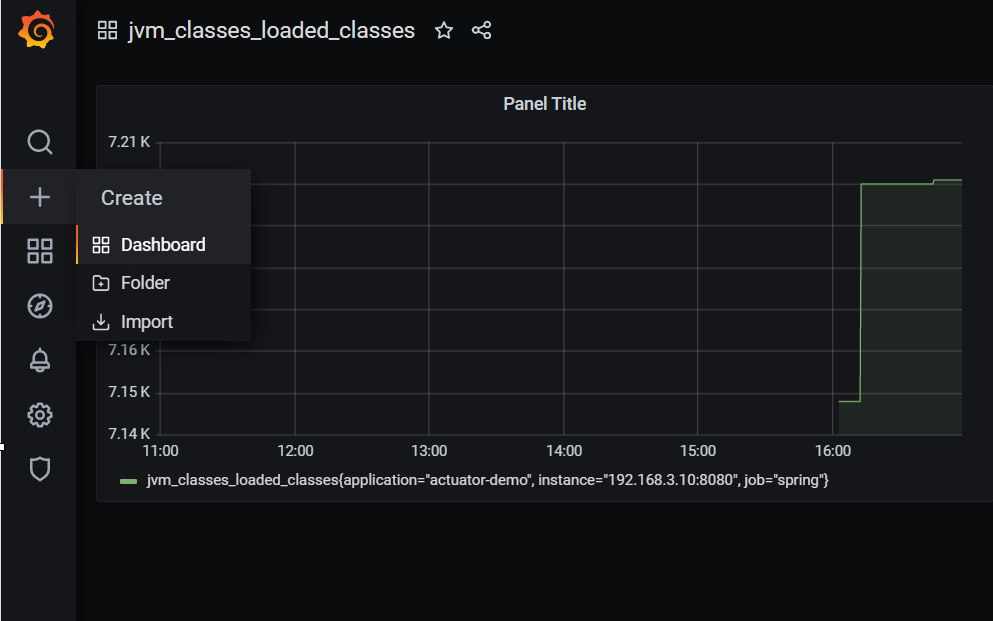 jvm_classes_loaded_classes
Panel Title
7.21 K
Create
Dashboard
Folder
Import
7.16 K
7.15 K
7.14 K
11:00 12:00 13:00 14:00 15:00 16:00
jvm_classes_loaded_classes{application="actuator-demo", instance="192.168.3.10:8080", job="spring"}